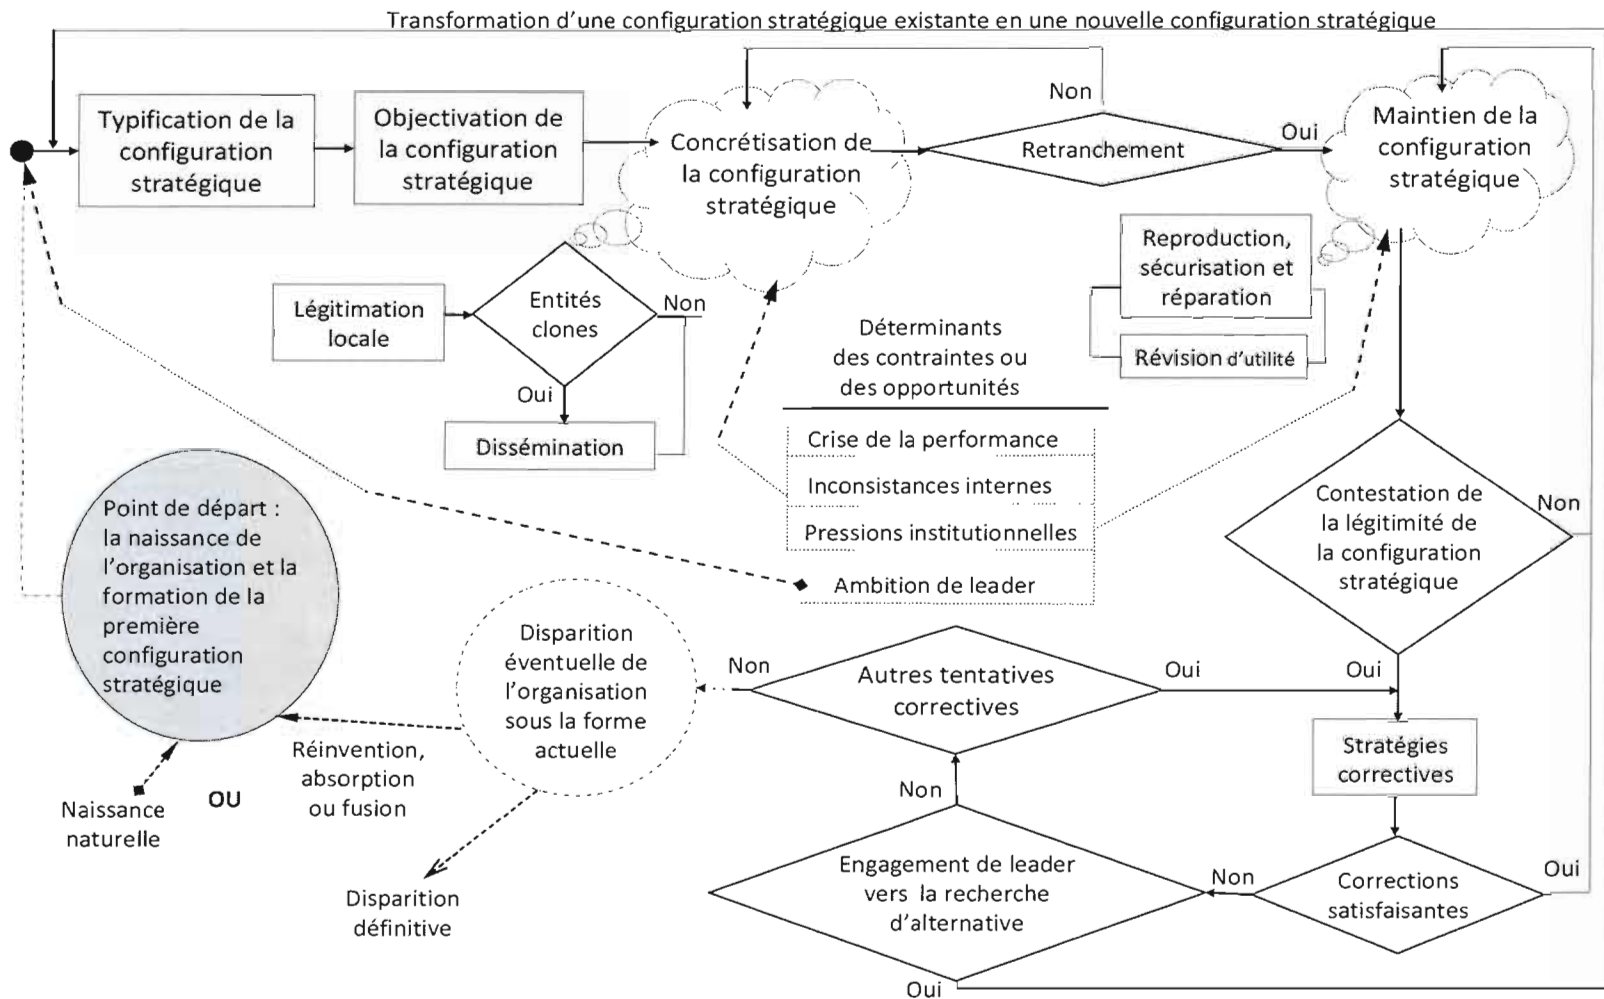 Transformation d'une configuration stratégique existante en une nouvelle configuration stratégique
Typification de la
configuration
stratégique
Objectivation de
la configuration
stratégique
Concrétisation de
la configuration
stratégique
Non
Retranchement
Oui
Maintien de la
configuration
stratégique
Légitimation
locale
Entités
clones
Non
Oui
Dissémination
Déterminants
des contraintes ou
des opportunités
Crise de la performance
Inconsistances internes
Pressions institutionnelles
Ambition de leader
Reproduction,
sécurisation et
réparation
Révision d'utilité
Contestation de
la légitimité de
la configuration
stratégique
Non
Oui
Point de départ :
la naissance de
l'organisation et la
formation de la
première
configuration
stratégique
Disparition
éventuelle de
l'organisation
sous la forme
actuelle
Non
Autres tentatives
correctives
Oui
Stratégies
correctives
Réinvention,
absorption
ou fusion
OU
Naissance
naturelle
Disparition
définitive
Non
Engagement de leader
vers la recherche
d'alternative
Non
Corrections
satisfaisantes
Oui
Oui